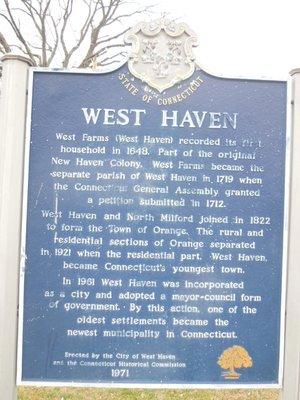 STATE OF CONNECTICUT
WEST HAVEN
West Farms (West Haven) recorded its first
household in 1648. Part of the original
New Haven Colony, West Farms became the
separate parish of West Haven in 1719 when
the Connecticut General Assembly granted
a petition submitted in 1712.
West Haven and North Milford joined in 1822
to form the Town of Orange. The rural and
residential sections of Orange separated
in 1921 when the residential part, West Haven,
became Connecticut's youngest town.
In 1961 West Haven was incorporated
as a city and adopted a mayor-council form
of government. By this action, one of the
oldest settlements became the
newest municipality in Connecticut.
Erected by the City of West Haven
and the Connecticut Historical Commission
1971